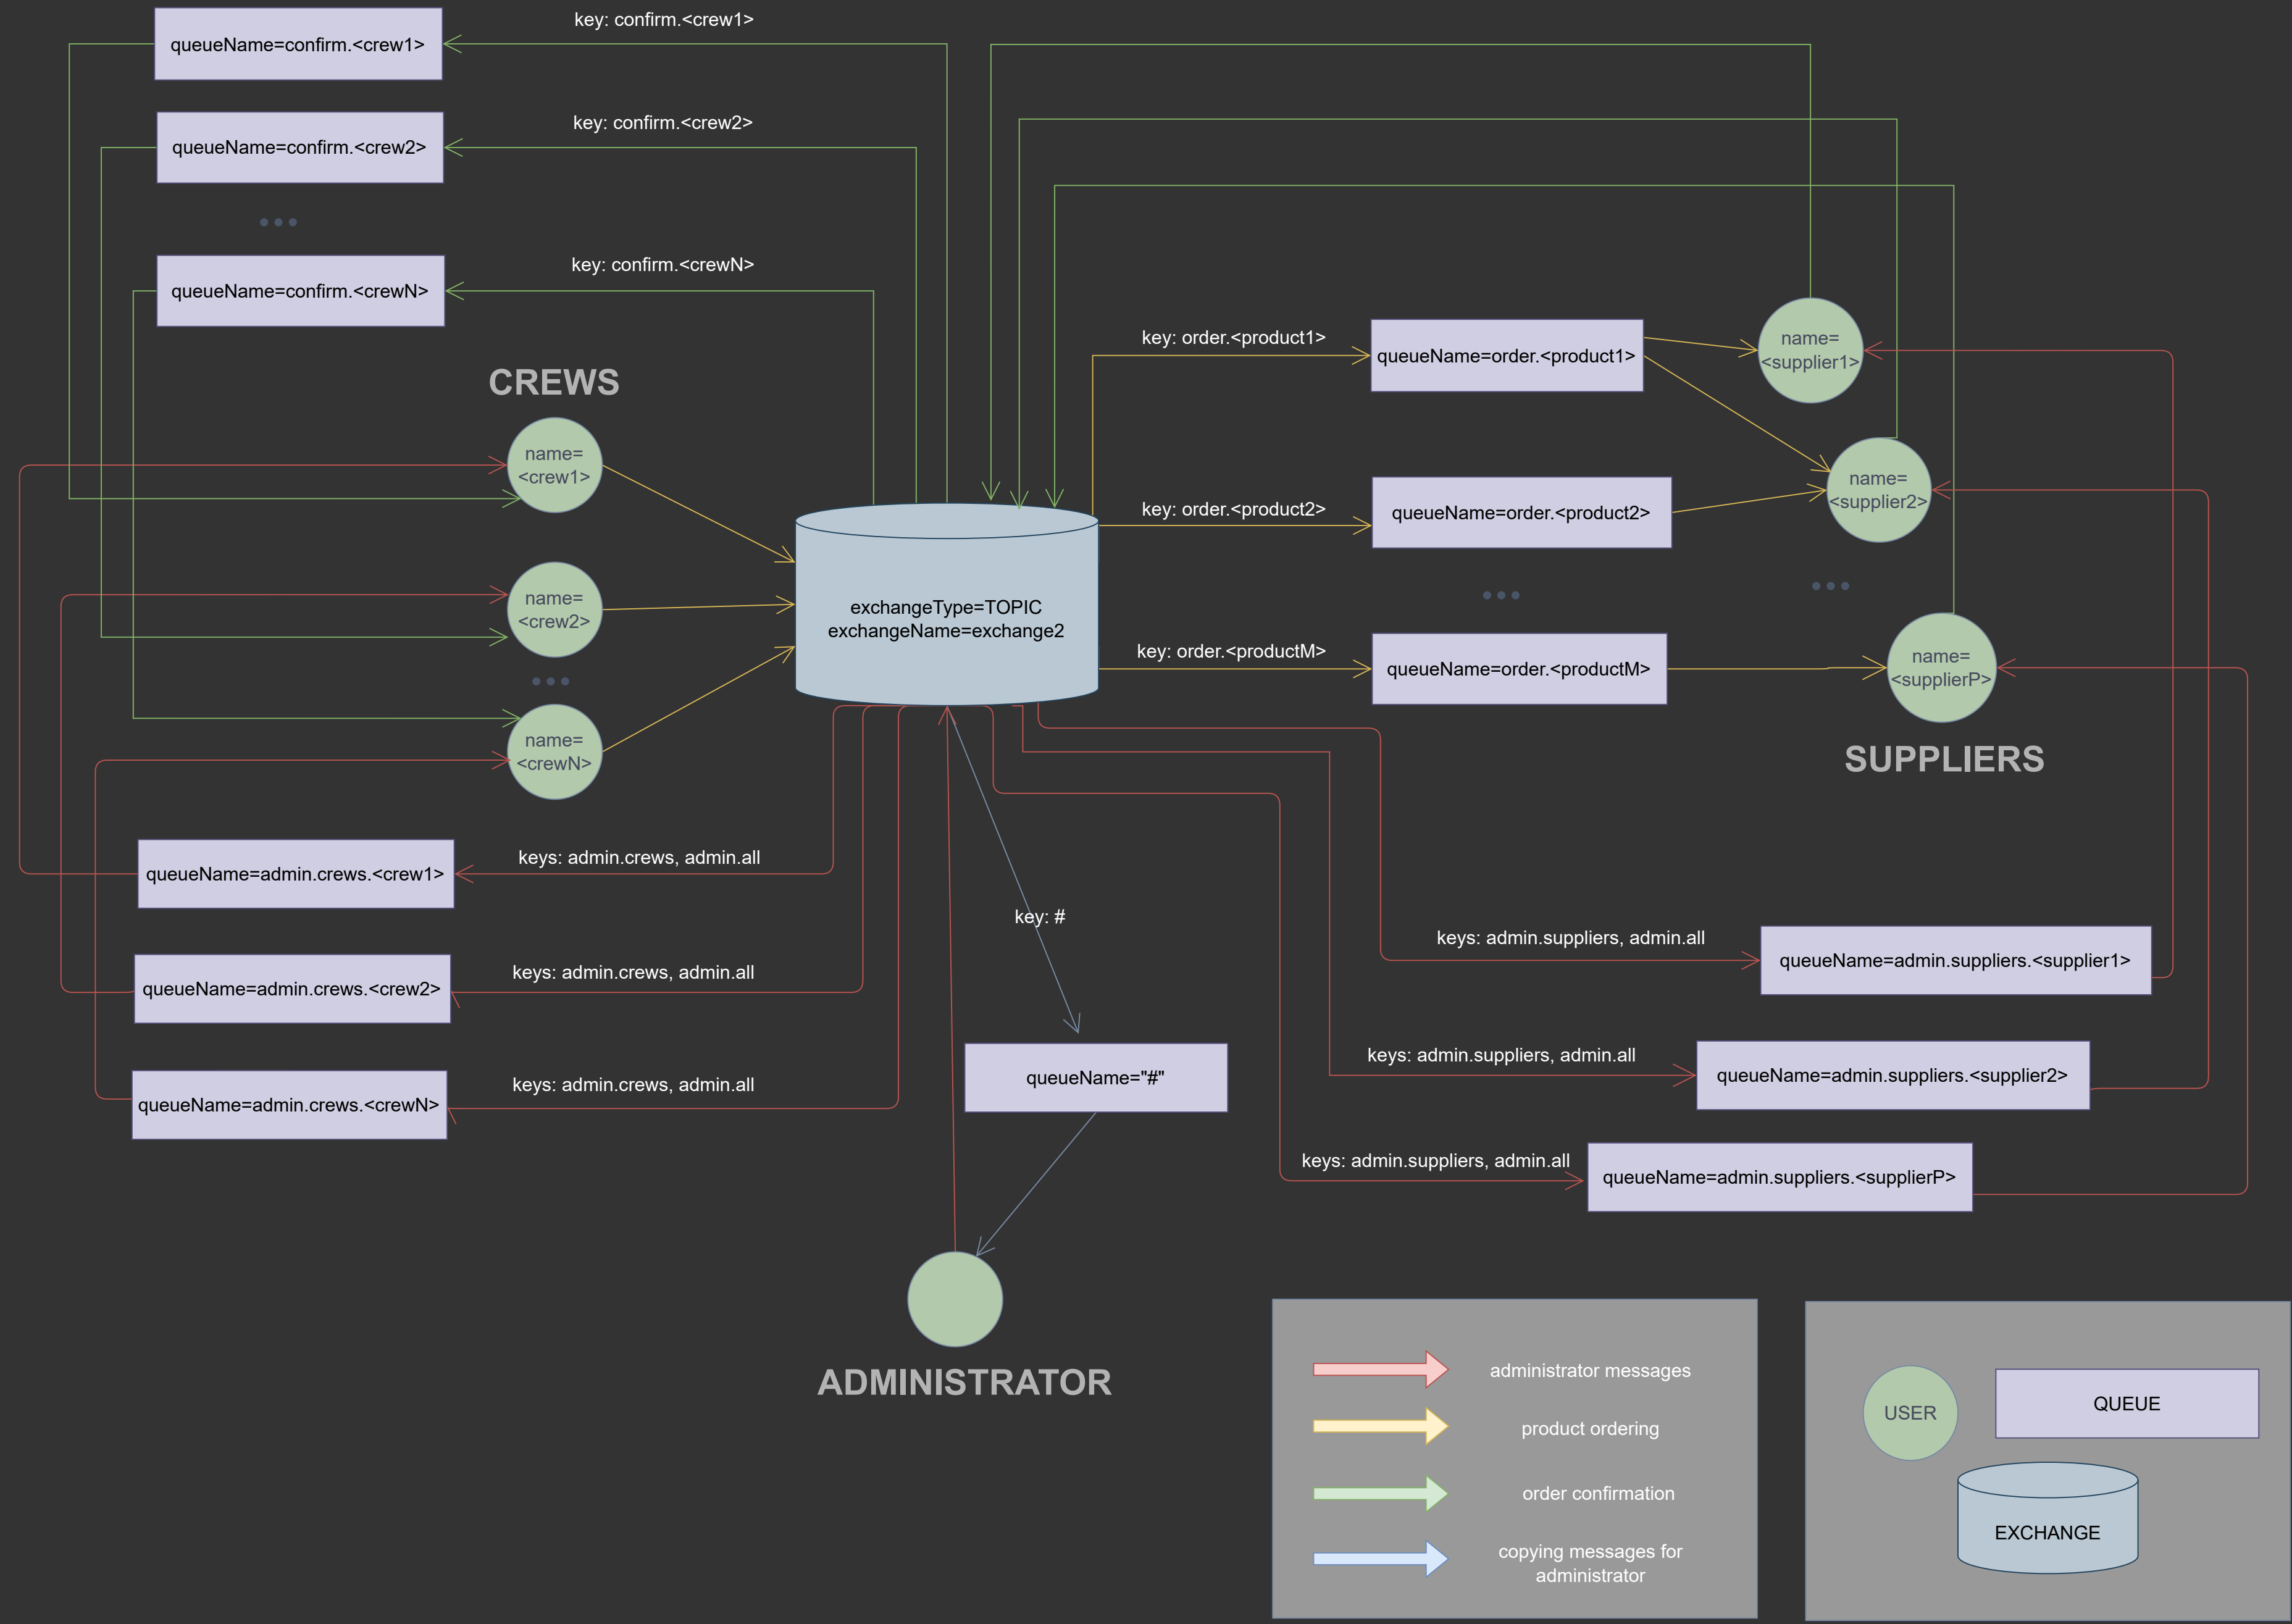 key: confirm.<crew1>
queueName=confirm.<crew1>
key: confirm.<crew2>
queueName=confirm.<crew2>
key: confirm.<crewN>
queueName=confirm.<crewN>
key: order.<product1>
queueName=order.<product1>
name=
<supplier1>
CREWS
name=
<crew1>
name=
<supplier2>
key: order.<product2>
queueName=order.<product2>
name=
<crew2>
exchangeType=TOPIC
exchangeName=exchange2
key: order.<productM>
queueName=order.<productM>
name=
<supplierP>
name=
<crewN>
SUPPLIERS
keys: admin.crews, admin.all
queueName=admin.crews.<crew1>
key: #
keys: admin.suppliers, admin.all
queueName=admin.suppliers.<supplier1>
keys: admin.crews, admin.all
queueName=admin.crews.<crew2>
keys: admin.suppliers, admin.all
queueName=admin.suppliers.<supplier2>
queueName="#"
keys: admin.crews, admin.all
queueName=admin.crews.<crewN>
keys: admin.suppliers, admin.all
queueName=admin.suppliers.<supplierP>
ADMINISTRATOR
administrator messages
product ordering
order confirmation
copying messages for
administrator
USER
QUEUE
EXCHANGE